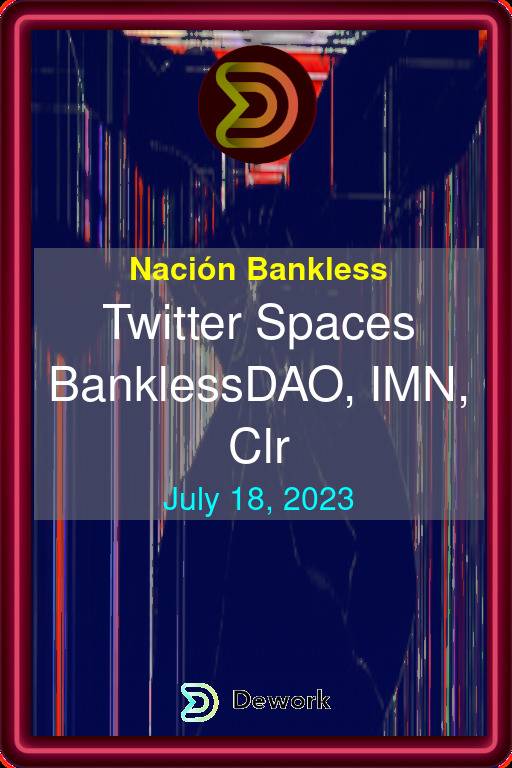 Nación Bankless
Twitter Spaces
BanklessDAO, IMN,
Clr
July 18, 2023
Dework